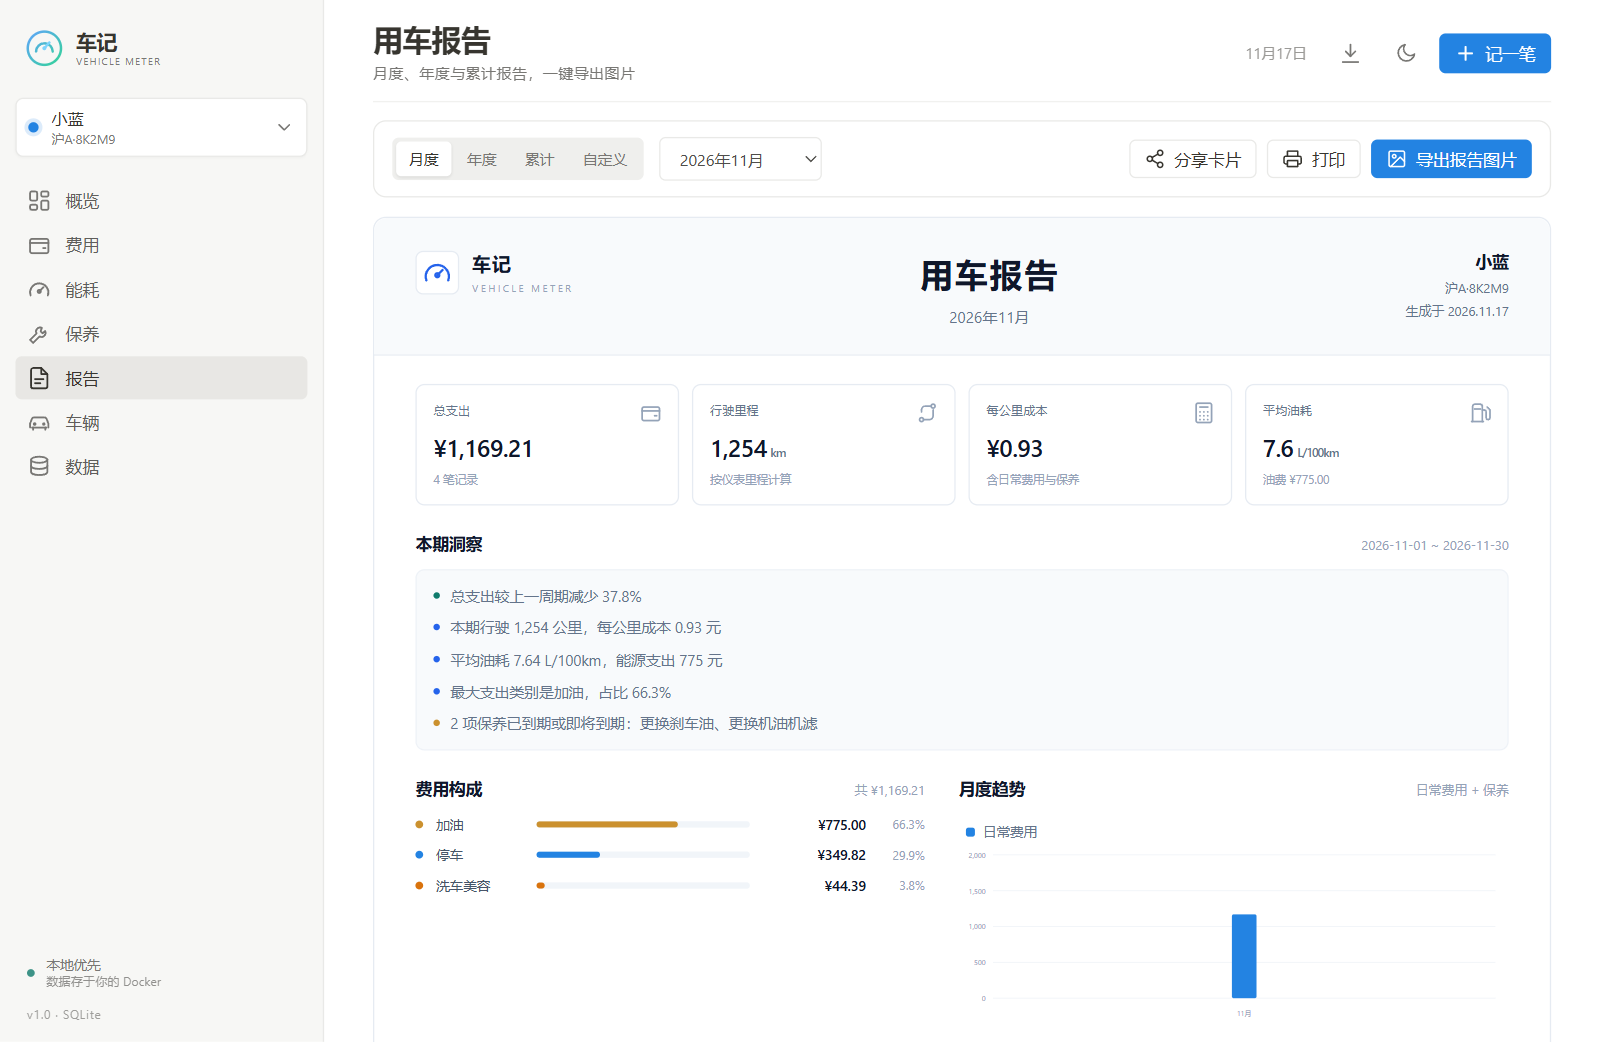 车记
VEHICLE METER
小蓝
沪A·8K2M9
概览
费用
能耗
保养
报告
车辆
数据
本地优先
数据存于你的 Docker
v1.0 · SQLite
用车报告
月度、年度与累计报告，一键导出图片
11月17日
记一笔
月度 年度 累计 自定义 2026年11月
分享卡片 打印 导出报告图片
车记
VEHICLE METER
用车报告
2026年11月
小蓝
沪A·8K2M9
生成于 2026.11.17
总支出
¥1,169.21
4 笔记录
行驶里程
1,254 km
按仪表里程计算
每公里成本
¥0.93
含日常费用与保养
平均油耗
7.6 L/100km
油费 ¥775.00
本期洞察
2026-11-01 ~ 2026-11-30
总支出较上一周期减少 37.8%
本期行驶 1,254 公里，每公里成本 0.93 元
平均油耗 7.64 L/100km，能源支出 775 元
最大支出类别是加油，占比 66.3%
2 项保养已到期或即将到期：更换刹车油、更换机油机滤
费用构成
共 ¥1,169.21
加油 ¥775.00 66.3%
停车 ¥349.82 29.9%
洗车美容 ¥44.39 3.8%
月度趋势
日常费用 + 保养
日常费用
2,000
1,500
1,000
500
0
11月